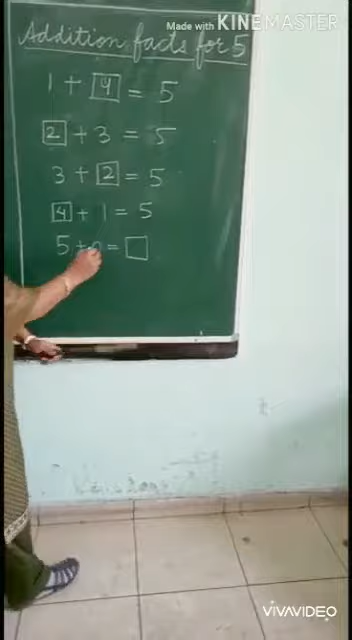 Made with KINEMASTER
Addition facts for 5
1 + 4 = 5
2 + 3 = 5
3 + 2 = 5
4 + 1 = 5
5 + 0 = □
VIVAVIDEO